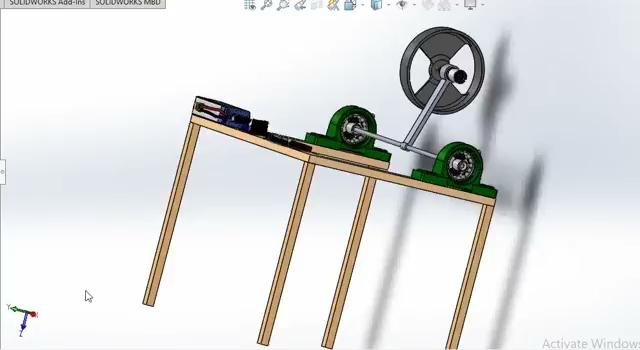 SOLIDWORKS Add-Ins
SOLIDWORKS MBD
Y
Z
Activate Windows